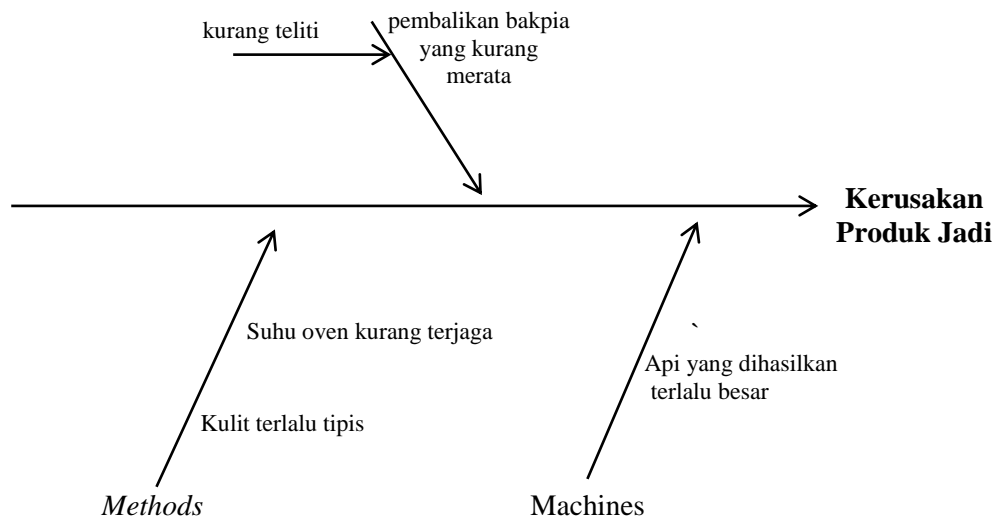 kurang teliti
pembalikan bakpia
yang kurang
merata
Kerusakan
Produk Jadi
Suhu oven kurang terjaga
`
Api yang dihasilkan
terlalu besar
Kulit terlalu tipis
Methods
Machines